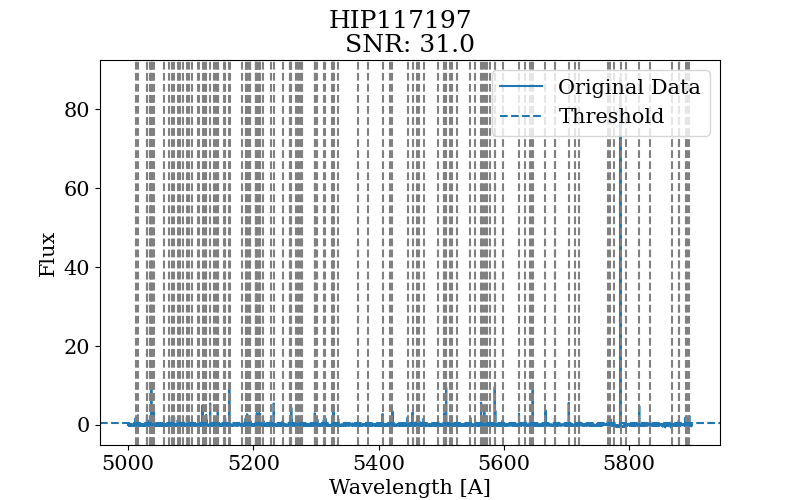 HIP117197
SNR: 31.0
Original Data
Threshold
Flux
80
60
40
20
0
5000 5200 5400 5600 5800
Wavelength [A]